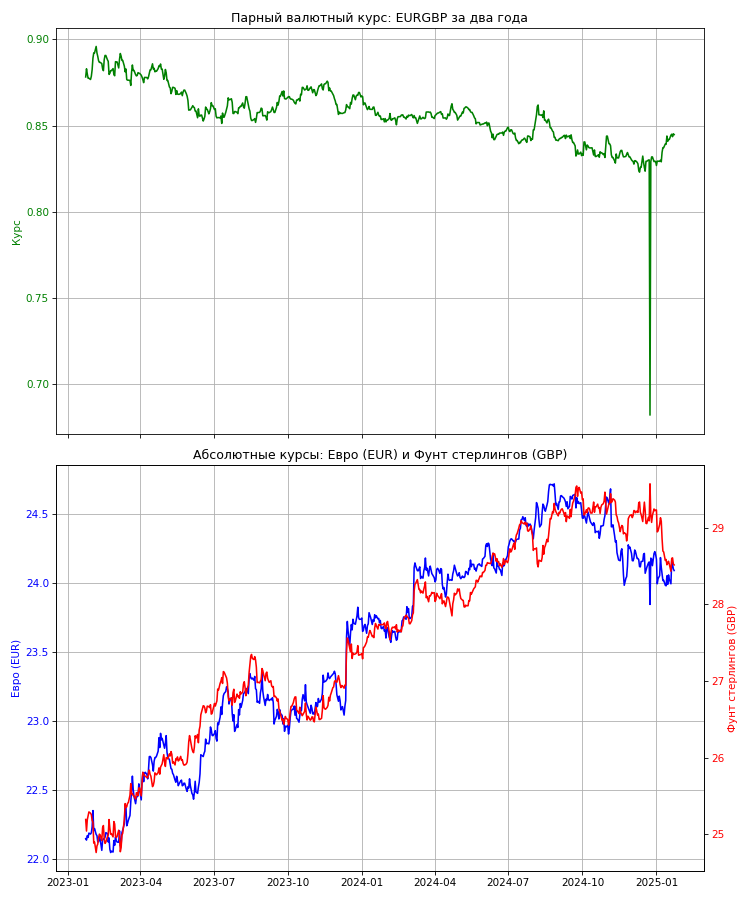 Парный валютный курс: EURGBP за два года
0.90
0.85
0.80
0.75
0.70
Курс
Абсолютные курсы: Евро (EUR) и Фунт стерлингов (GBP)
24.5
24.0
23.5
23.0
22.5
22.0
Евро (EUR)
29
28
27
26
25
Фунт стерлингов (GBP)
2023-01 2023-04 2023-07 2023-10 2024-01 2024-04 2024-07 2024-10 2025-01